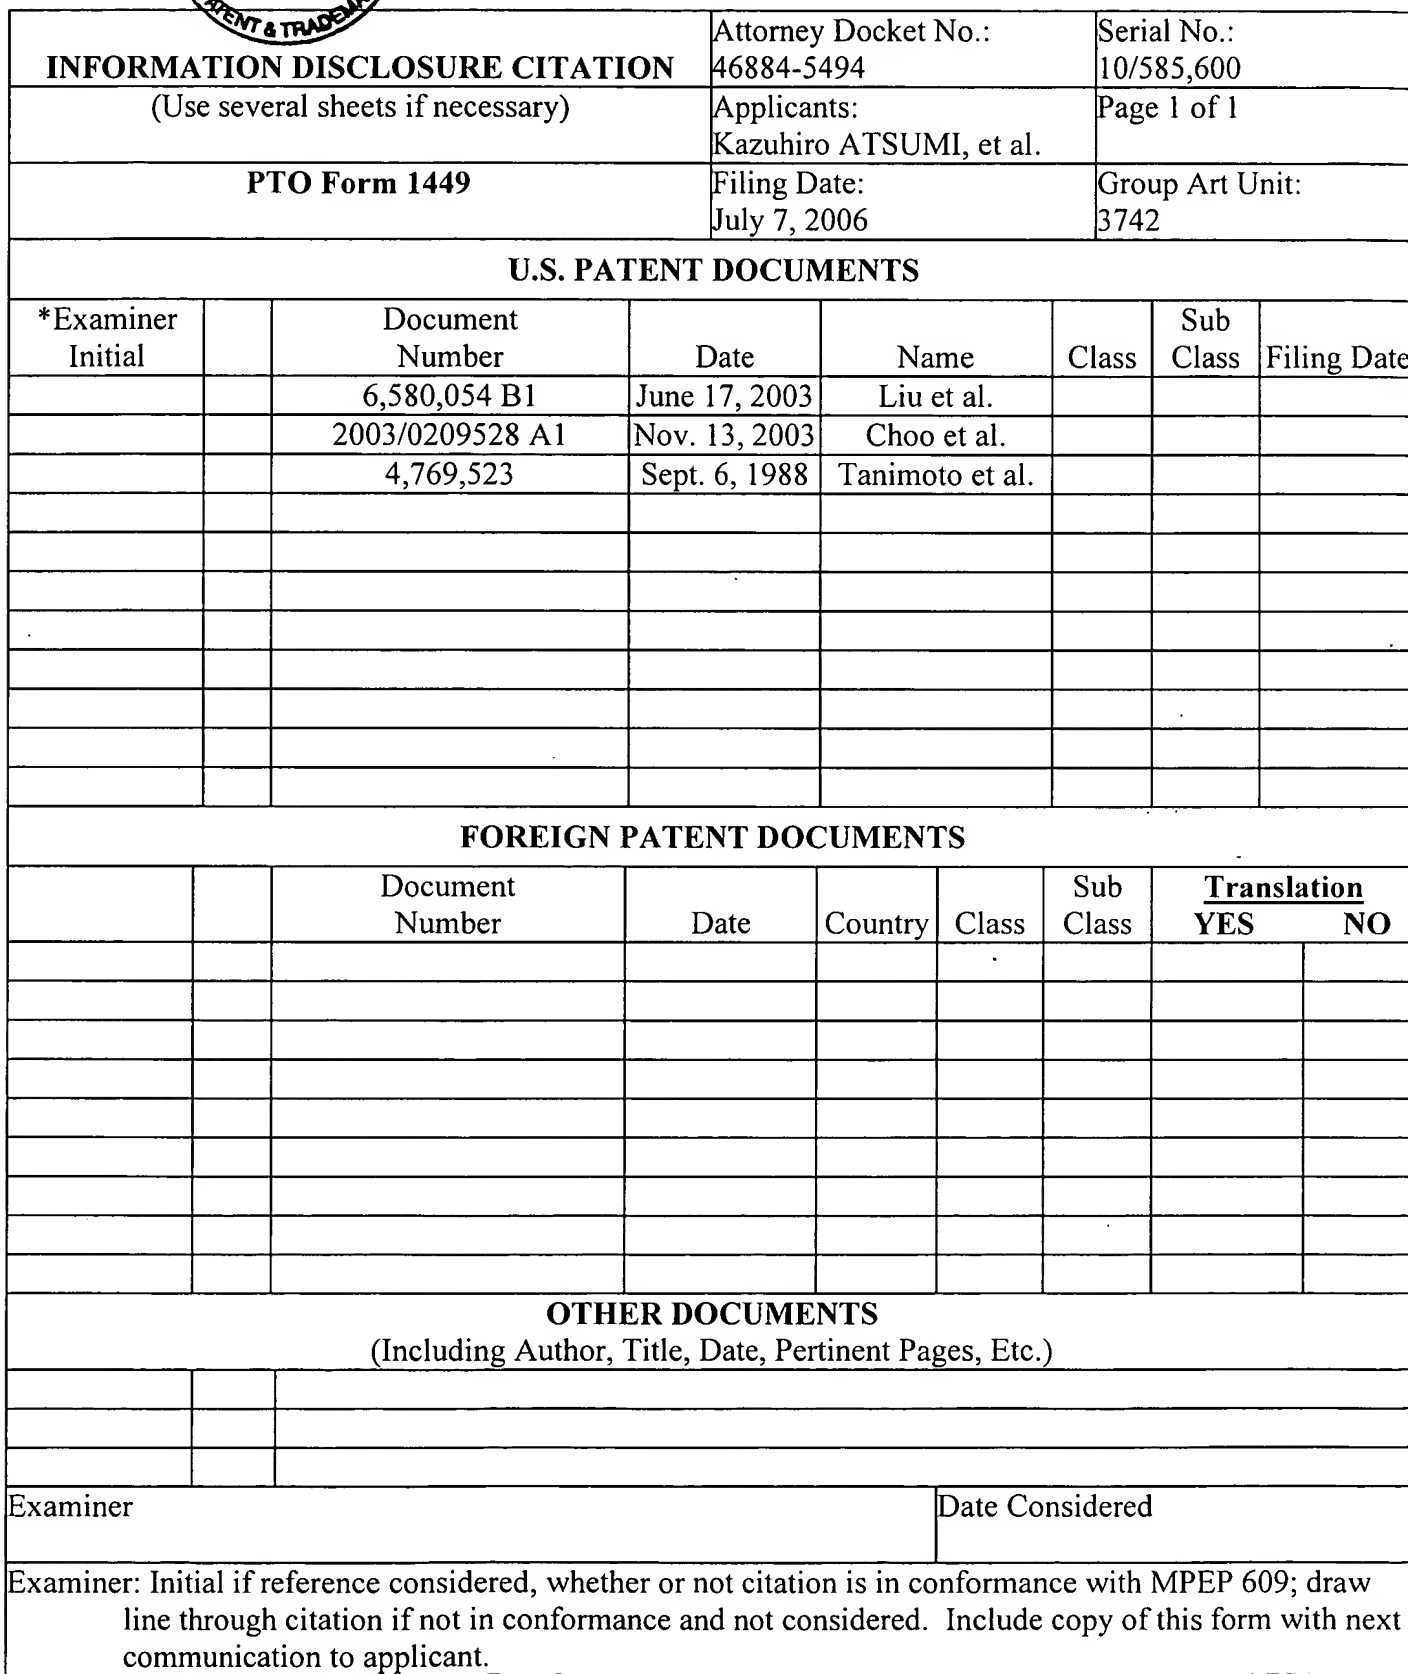 PATENT & TRADEMA
INFORMATION DISCLOSURE CITATION
(Use several sheets if necessary)
PTO Form 1449
Attorney Docket No.:
46884-5494
Serial No.:
10/585,600
Applicants:
Kazuhiro ATSUMI, et al.
Page 1 of 1
Filing Date:
July 7, 2006
Group Art Unit:
3742
U.S. PATENT DOCUMENTS
*Examiner Initial Document Number Date Name Class Sub Class Filing Date
6,580,054 B1 June 17, 2003 Liu et al.
2003/0209528 A1 Nov. 13, 2003 Choo et al.
4,769,523 Sept. 6, 1988 Tanimoto et al.
FOREIGN PATENT DOCUMENTS
Document Number Date Country Class Sub Class Translation YES NO
OTHER DOCUMENTS
(Including Author, Title, Date, Pertinent Pages, Etc.)
Examiner Date Considered
Examiner: Initial if reference considered, whether or not citation is in conformance with MPEP 609; draw
line through citation if not in conformance and not considered. Include copy of this form with next
communication to applicant.